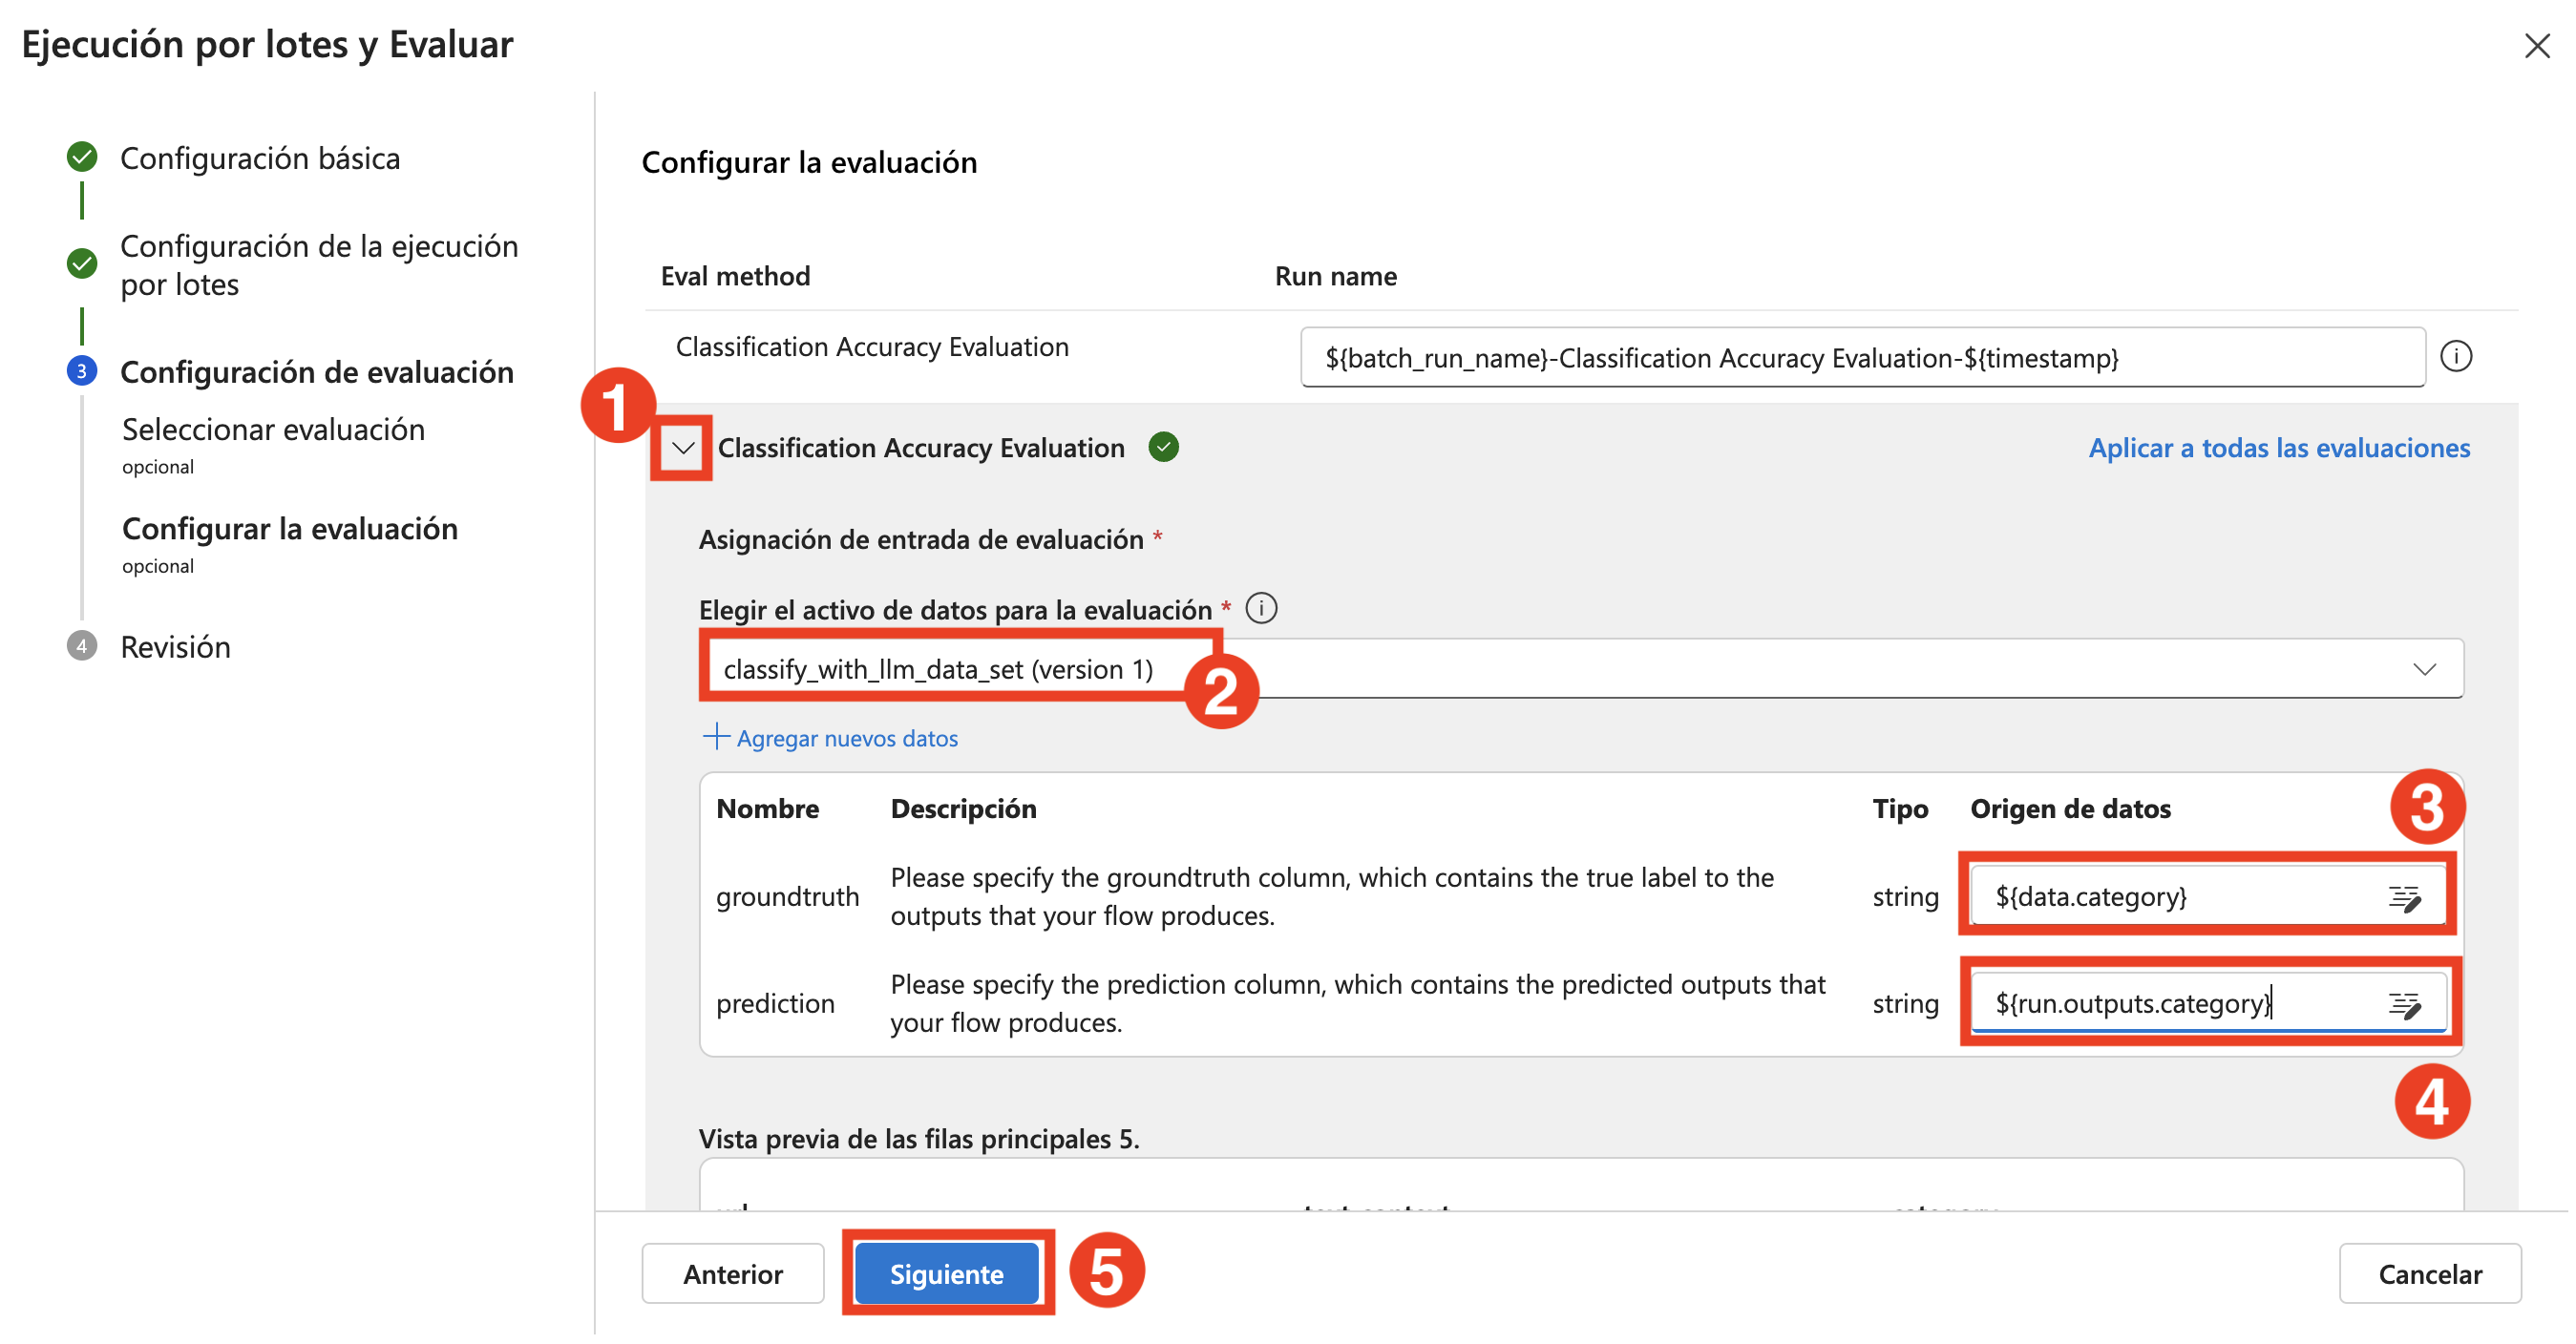 Ejecución por lotes y Evaluar
Configuración básica
Configuración de la ejecución
por lotes
3
Configuración de evaluación
Seleccionar evaluación
opcional
Configurar la evaluación
opcional
4
Revisión
Configurar la evaluación
Eval method
Run name
Classification Accuracy Evaluation
${batch_run_name}-Classification Accuracy Evaluation-${timestamp}
1
Classification Accuracy Evaluation
Aplicar a todas las evaluaciones
Asignación de entrada de evaluación *
Elegir el activo de datos para la evaluación *
classify_with_llm_data_set (version 1)
2
Agregar nuevos datos
Nombre
Descripción
Tipo
Origen de datos
3
groundtruth
Please specify the groundtruth column, which contains the true label to the
outputs that your flow produces.
string
${data.category}
prediction
Please specify the prediction column, which contains the predicted outputs that
your flow produces.
string
${run.outputs.category}
4
Vista previa de las filas principales 5.
Anterior
Siguiente
5
Cancelar